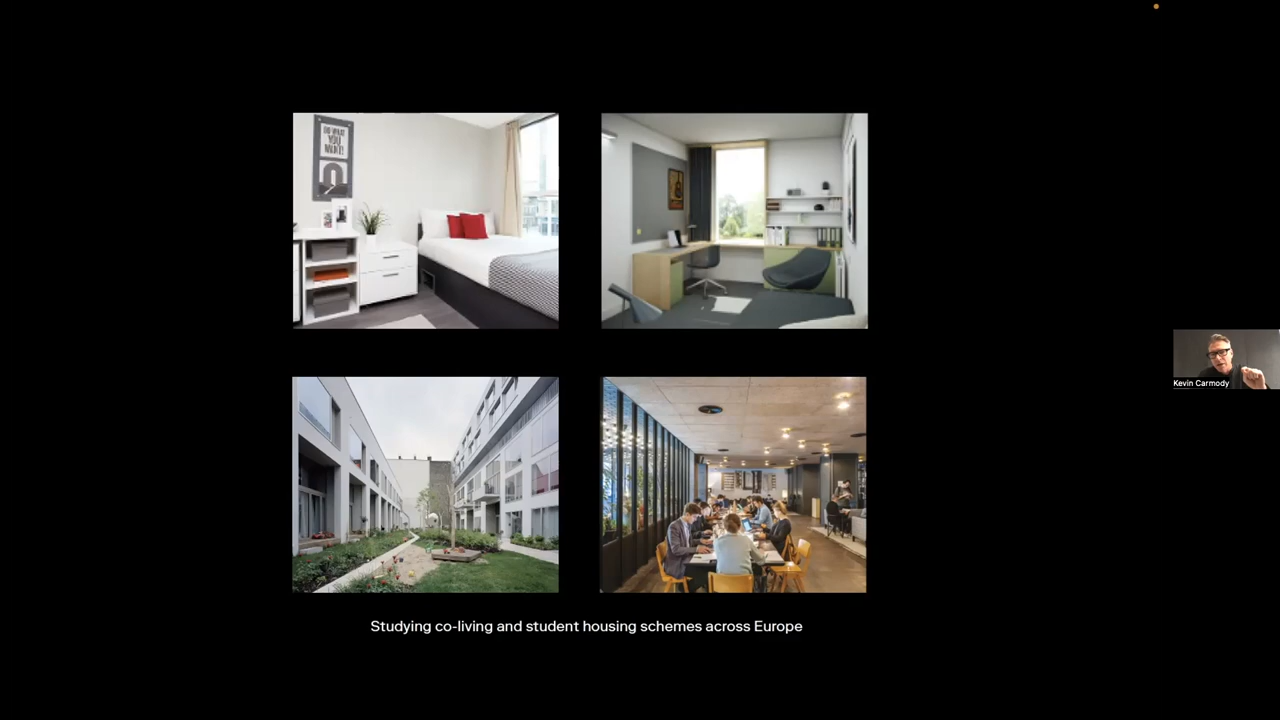 DO WHAT
YOU
WANT!
Kevin Carmody
Studying co-living and student housing schemes across Europe